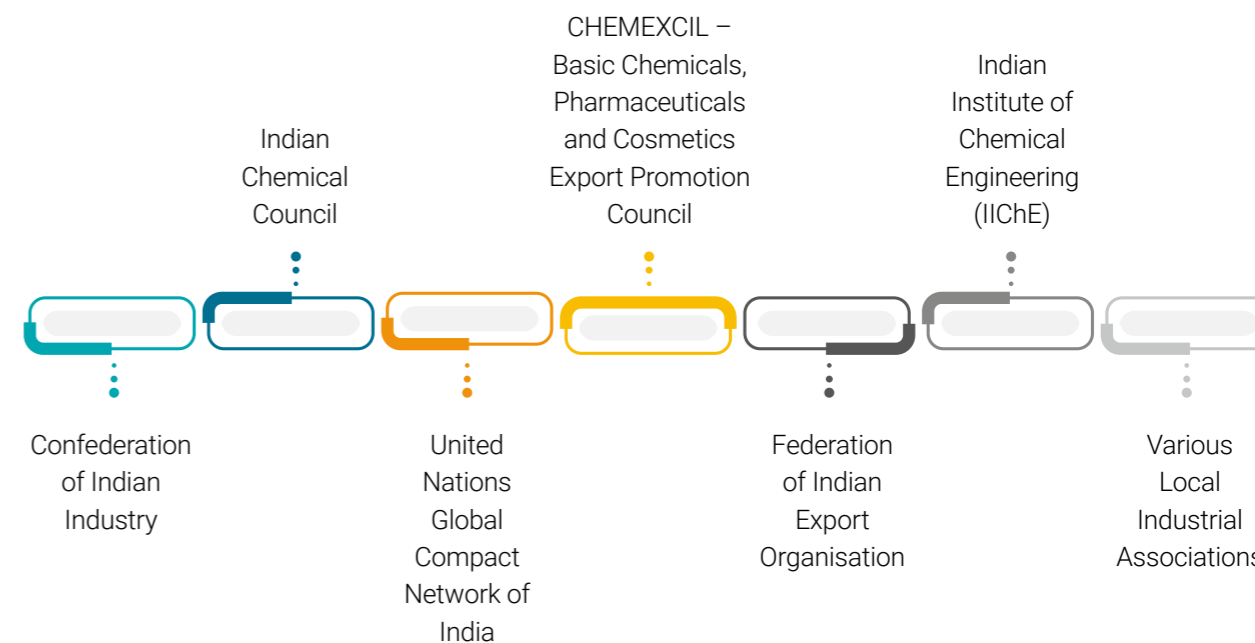 Confederation
of Indian
Industry
Indian
Chemical
Council
United
Nations
Global
Compact
Network of
India
CHEMEXCIL –
Basic Chemicals,
Pharmaceuticals
and Cosmetics
Export Promotion
Council
Federation
of Indian
Export
Organisation
Indian
Institute of
Chemical
Engineering
(IIChE)
Various
Local
Industrial
Associations